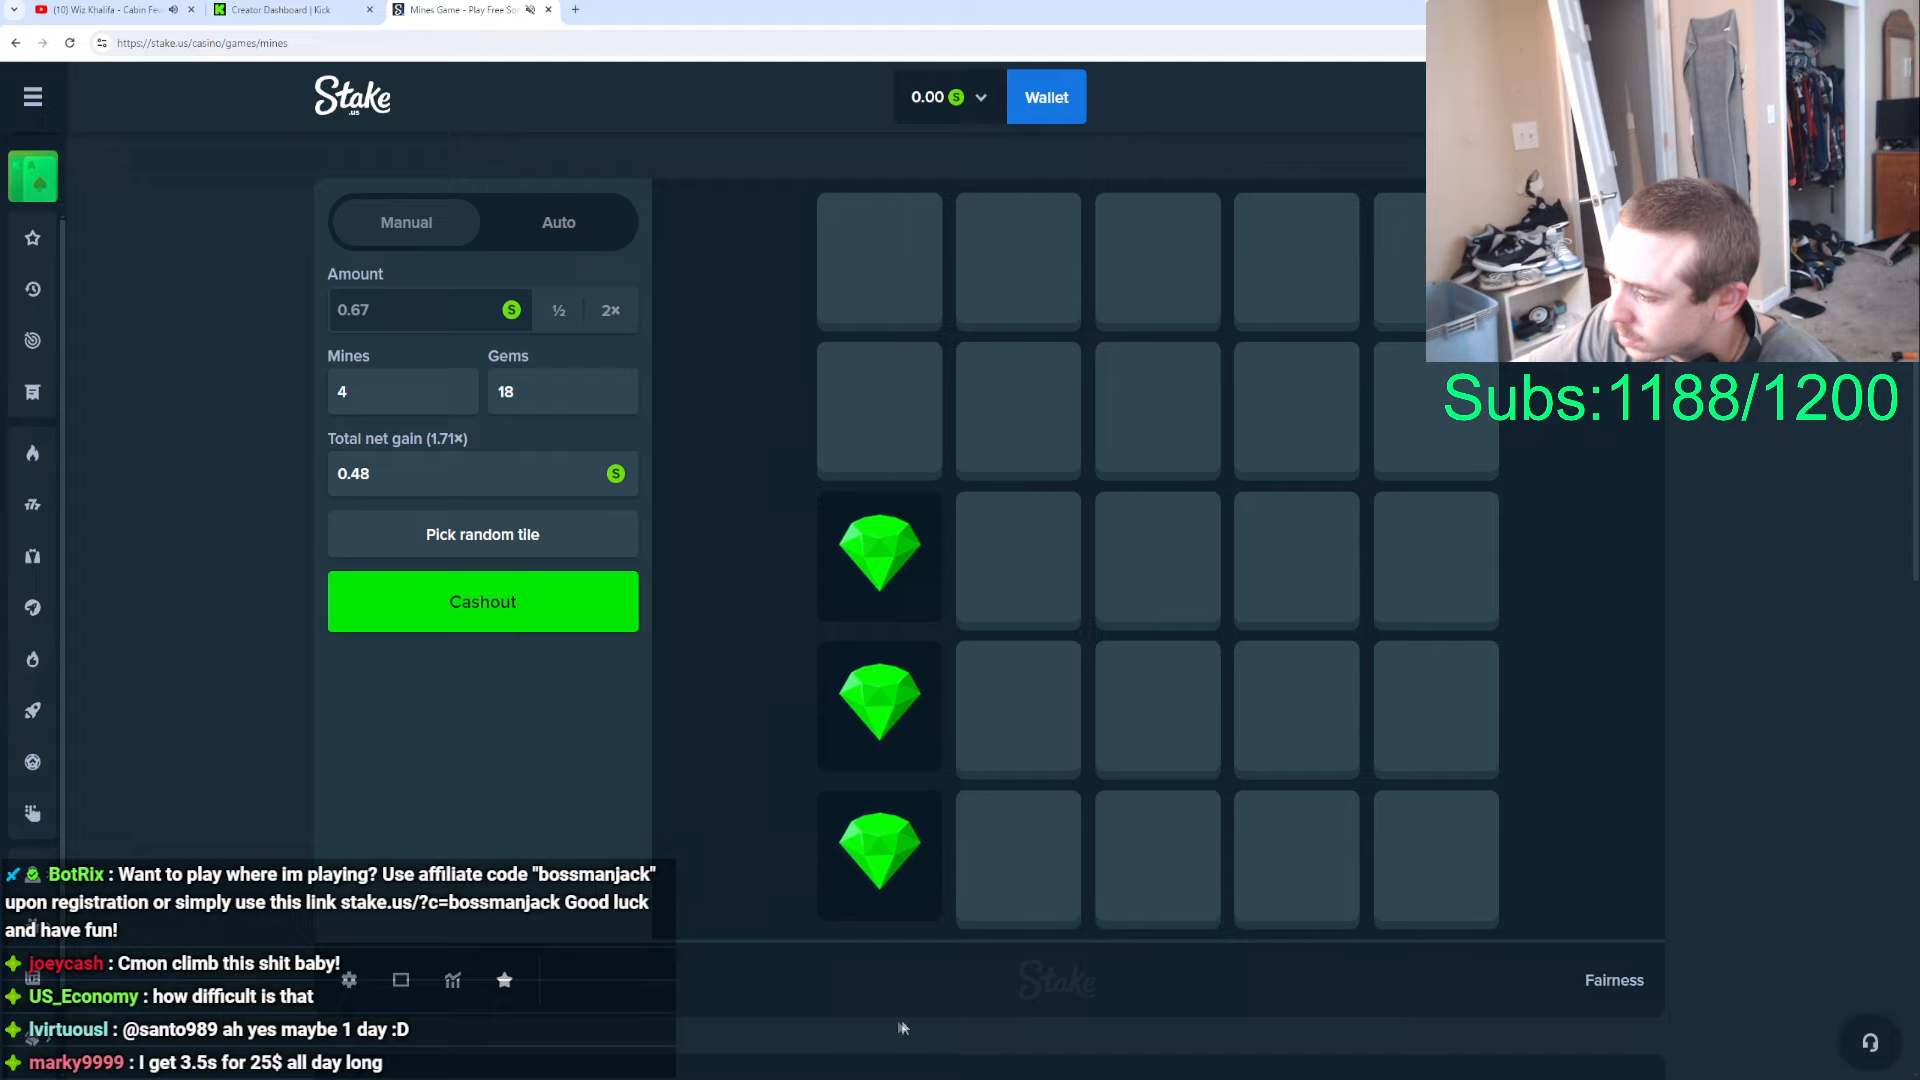 (10) Wiz Khalifa - Cabin Fev
Creator Dashboard | Kick
Mines Game - Play Free So
https://stake.us/casino/games/mines
Stake
.us
0.00
Wallet
Manual
Auto
Amount
0.67
½
2×
Mines
Gems
4
18
Total net gain (1.71×)
0.48
Pick random tile
Cashout
Subs:1188/1200
BotRix : Want to play where im playing? Use affiliate code "bossmanjack"
upon registration or simply use this link stake.us/?c=bossmanjack Good luck
and have fun!
joeycash : Cmon climb this shit baby!
US_Economy : how difficult is that
lvirtuousl : @santo989 ah yes maybe 1 day :D
marky9999 : I get 3.5s for 25$ all day long
Stake
Fairness